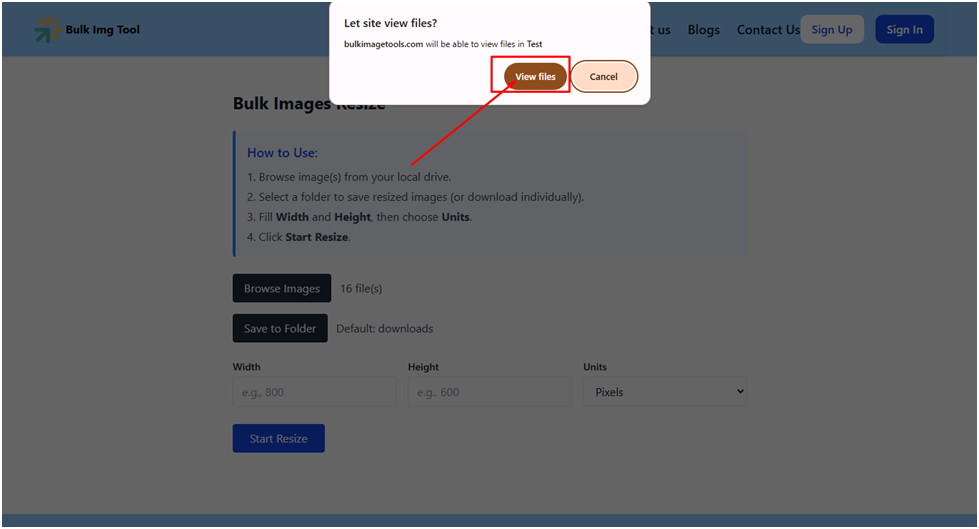 Bulk Img Tool
Let site view files?
bulkimagetools.com will be able to view files in Test
View files
Cancel
t us
Blogs
Contact Us
Sign Up
Sign In
Bulk Images Resize
How to Use:
1. Browse image(s) from your local drive.
2. Select a folder to save resized images (or download individually).
3. Fill Width and Height, then choose Units.
4. Click Start Resize.
Browse Images
16 file(s)
Save to Folder
Default: downloads
Width
Height
Units
e.g., 800
e.g., 600
Pixels
Start Resize